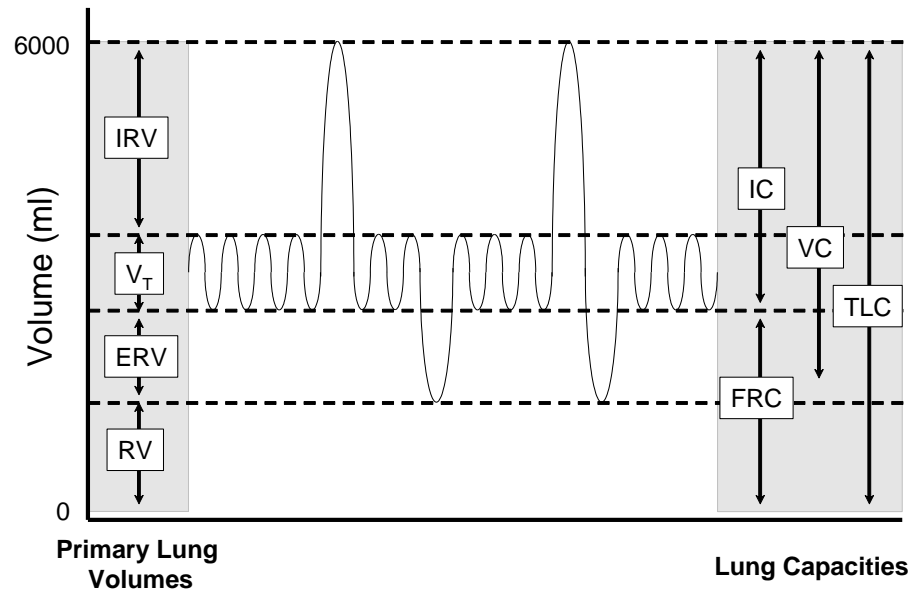 6000
Volume (ml)
0
IRV
V_T
ERV
RV
IC
VC
TLC
FRC
Primary Lung
Volumes
Lung Capacities